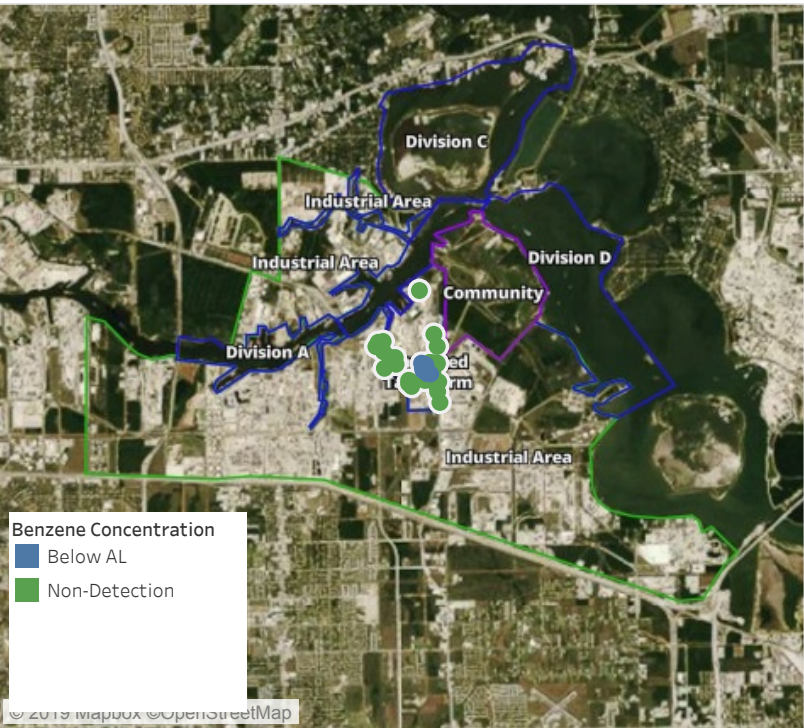 Division C
Industrial Area
Division D
Industrial Area
Community
Division A
Industrial Area
Benzene Concentration
Below AL
Non-Detection
© 2019 Mapbox ©OpenStreetMap